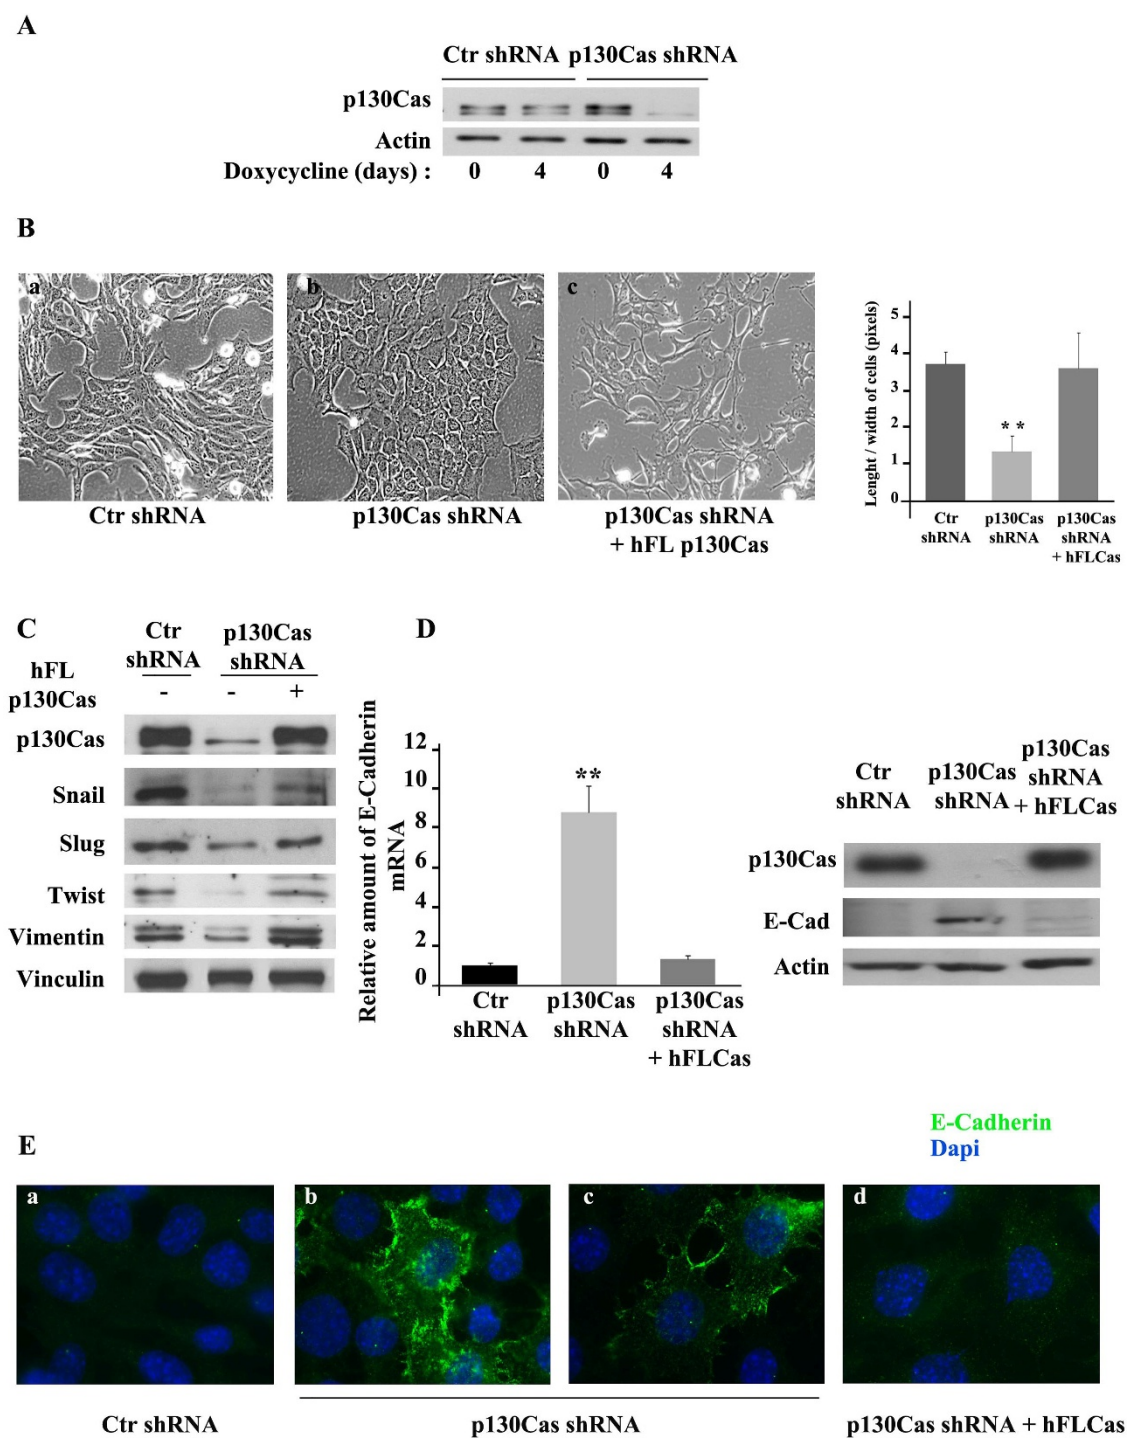 A
Ctr shRNA p130Cas shRNA
p130Cas
Actin
Doxycycline (days) : 0 4 0 4
B
a
b
c
Ctr shRNA
p130Cas shRNA
p130Cas shRNA
+ hFL p130Cas
Lenght / width of cells (pixels)
5
4
3
2
1
0
**
Ctr
shRNA
p130Cas
shRNA
p130Cas
shRNA
+ hFLCas
C
Ctr
shRNA
p130Cas
shRNA
hFL
p130Cas
- - +
p130Cas
Snail
Slug
Twist
Vimentin
Vinculin
D
Relative amount of E-Cadherin
mRNA
12
10
8
6
4
2
0
**
Ctr
shRNA
p130Cas
shRNA
p130Cas
shRNA
+ hFLCas
Ctr
shRNA
p130Cas
shRNA
p130Cas
shRNA
+ hFLCas
p130Cas
E-Cad
Actin
E
E-Cadherin
Dapi
a
b
c
d
Ctr shRNA
p130Cas shRNA
p130Cas shRNA + hFLCas